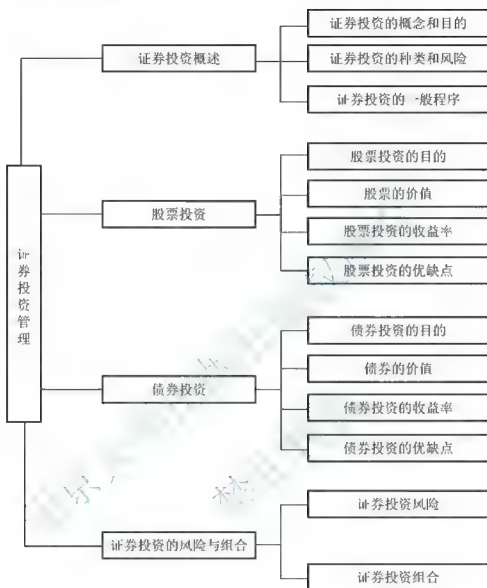 证券投资管理
证券投资概述
证券投资的概念和目的
证券投资的种类和风险
证券投资的一般程序
股票投资
股票投资的目的
股票的价值
股票投资的收益率
股票投资的优缺点
债券投资
债券投资的目的
债券的价值
债券投资的收益率
债券投资的优缺点
证券投资的风险与组合
证券投资风险
证券投资组合